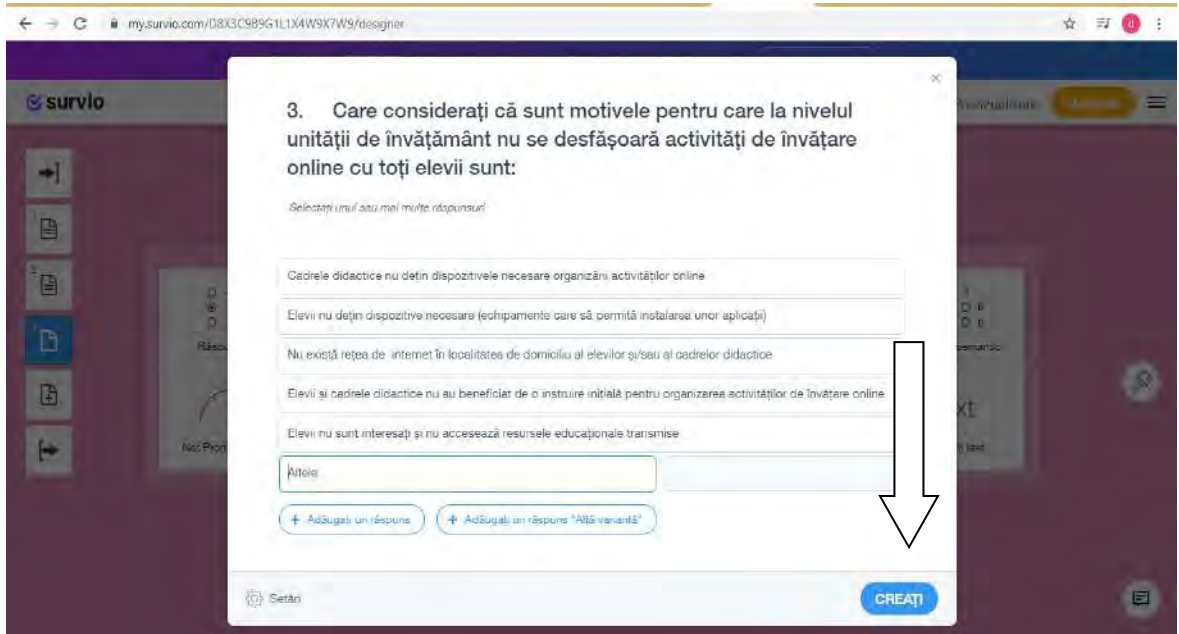 my.survio.com/D8X3C989G1L1X4W9X7W9/designer
d
survio
3. Care considerați că sunt motivele pentru care la nivelul
unității de învățământ nu se desfășoară activități de învățare
online cu toți elevii sunt:
Selectați unul sau mai multe răspunsuri
Cadrele didactice nu dețin dispozitivele necesare organizării activităților online
Elevii nu dețin dispozitive necesare (echipamente care să permită instalarea unor aplicații)
Nu există rețea de internet în localitatea de domiciliu al elevilor și/sau al cadrelor didactice
Elevii și cadrele didactice nu au beneficiat de o instruire inițială pentru organizarea activităților de învățare online
Elevii nu sunt interesați și nu accesează resursele educaționale transmise
Altele
+ Adăugați un răspuns
+ Adăugați un răspuns "Altă variantă"
Setări
CREAȚI